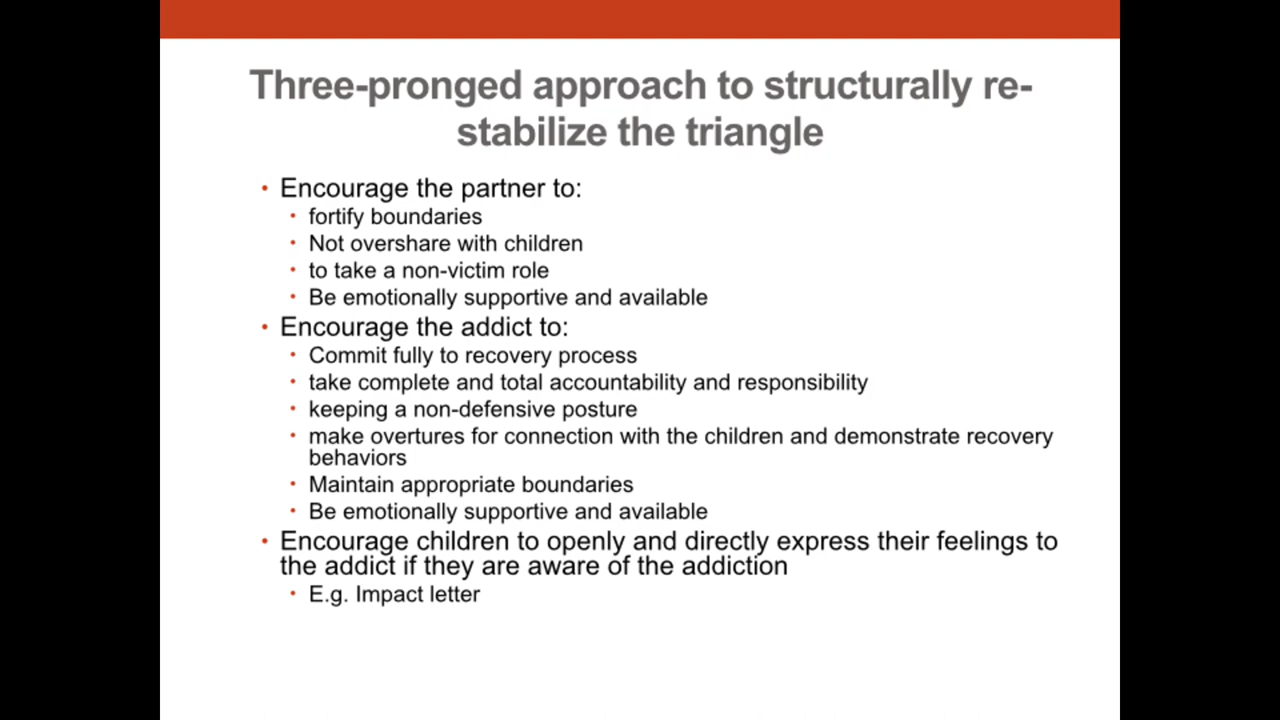 Three-pronged approach to structurally re-
stabilize the triangle
• Encourage the partner to:
• fortify boundaries
• Not overshare with children
• to take a non-victim role
• Be emotionally supportive and available
• Encourage the addict to:
• Commit fully to recovery process
• take complete and total accountability and responsibility
• keeping a non-defensive posture
• make overtures for connection with the children and demonstrate recovery
behaviors
• Maintain appropriate boundaries
• Be emotionally supportive and available
• Encourage children to openly and directly express their feelings to
the addict if they are aware of the addiction
• E.g. Impact letter